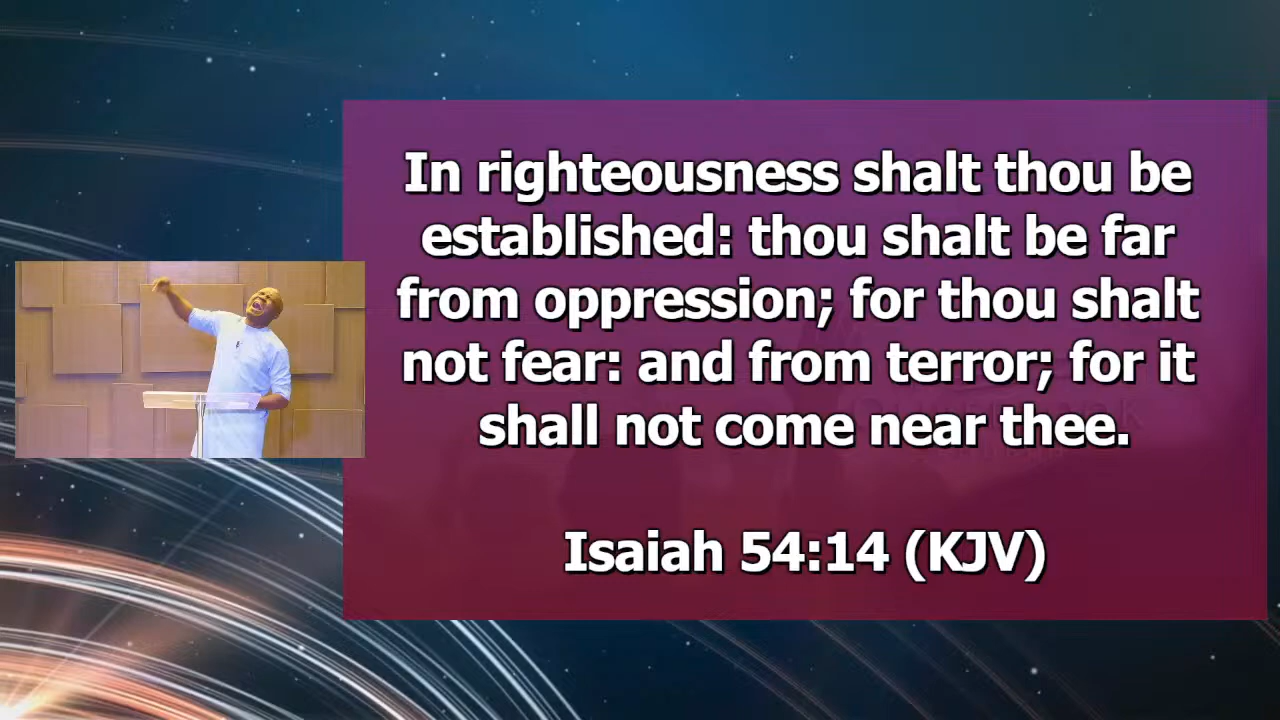 In righteousness shalt thou be
established: thou shalt be far
from oppression; for thou shalt
not fear: and from terror; for it
shall not come near thee.
Isaiah 54:14 (KJV)